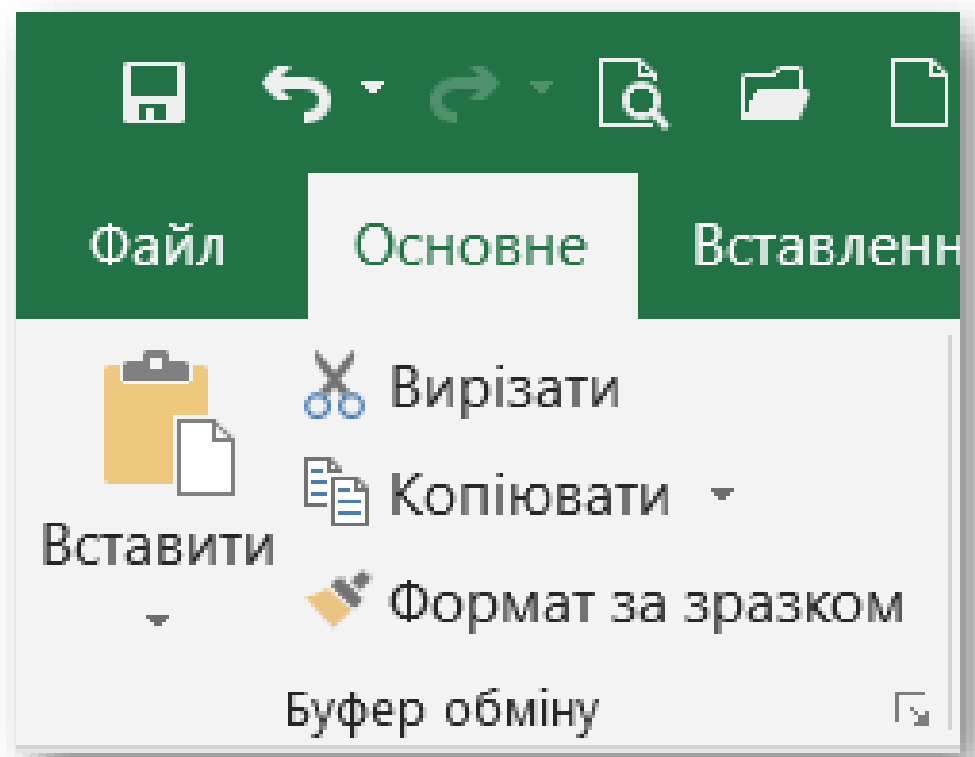 Файл Основне Вставленн
Вирізати
Копіювати
Вставити
Формат за зразком
Буфер обміну